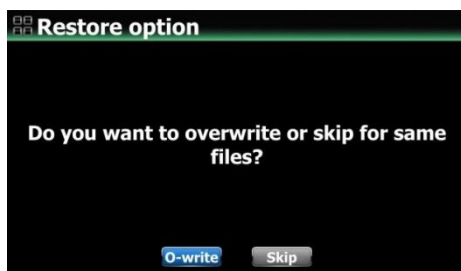 Restore option
Do you want to overwrite or skip for same
files?
O-write
Skip